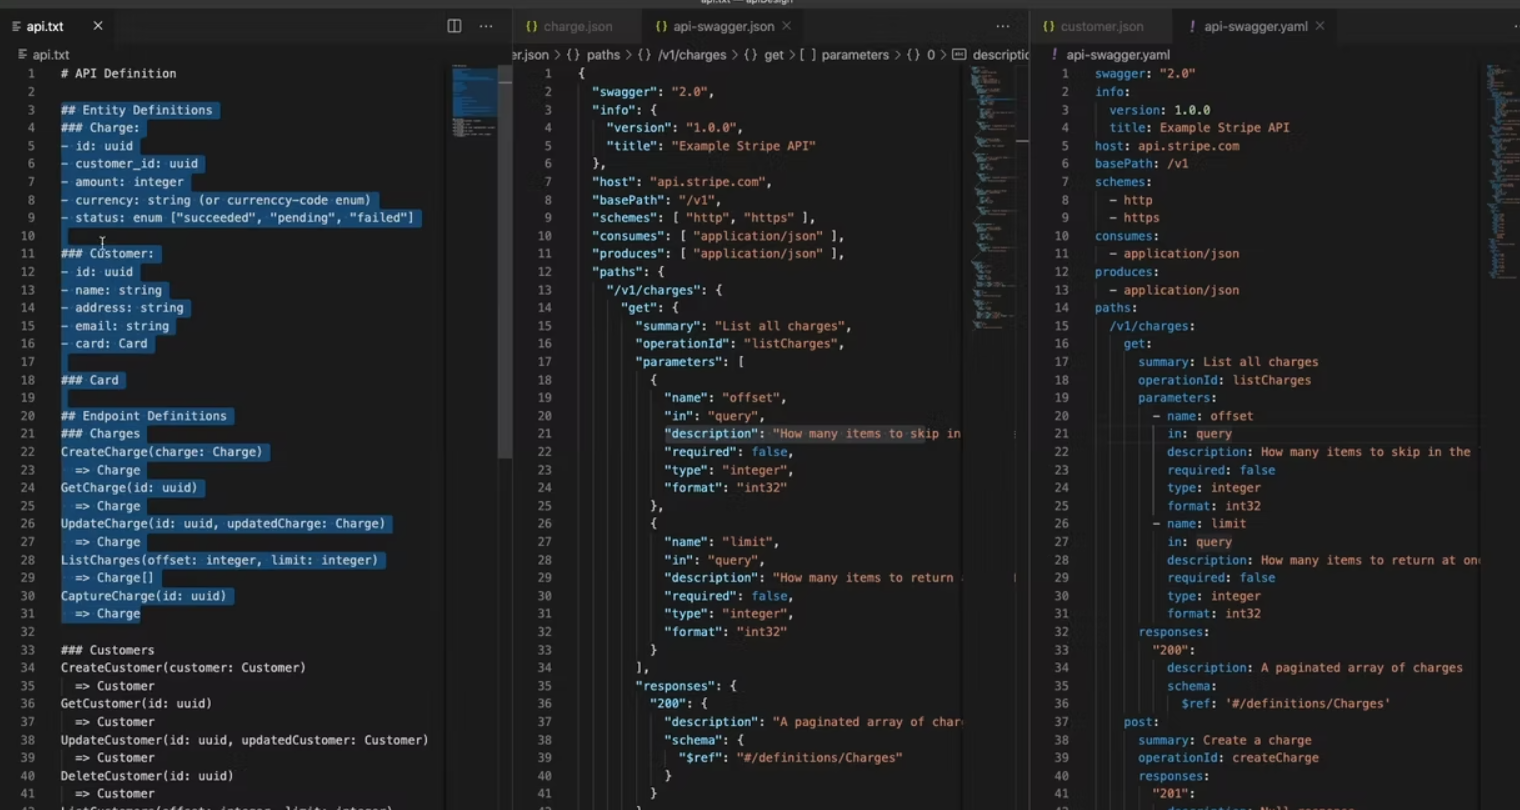 api.txt — apiDesign
api.txt
api.txt
1 # API Definition
2
3 ## Entity Definitions
4 ### Charge:
5 - id: uuid
6 - customer_id: uuid
7 - amount: integer
8 - currency: string (or currenccy-code enum)
9 - status: enum ["succeeded", "pending", "failed"]
10
11 ### Customer:
12 - id: uuid
13 - name: string
14 - address: string
15 - email: string
16 - card: Card
17
18 ### Card
19
20 ## Endpoint Definitions
21 ### Charges
22 CreateCharge(charge: Charge)
23 => Charge
24 GetCharge(id: uuid)
25 => Charge
26 UpdateCharge(id: uuid, updatedCharge: Charge)
27 => Charge
28 ListCharges(offset: integer, limit: integer)
29 => Charge[]
30 CaptureCharge(id: uuid)
31 => Charge
32
33 ### Customers
34 CreateCustomer(customer: Customer)
35 => Customer
36 GetCustomer(id: uuid)
37 => Customer
38 UpdateCustomer(id: uuid, updatedCustomer: Customer)
39 => Customer
40 DeleteCustomer(id: uuid)
41 => Customer
{} charge.json {} api-swagger.json
er.json > {} paths > {} /v1/charges > {} get > [ ] parameters > {} 0 > descriptio
1 {
2 "swagger": "2.0",
3 "info": {
4 "version": "1.0.0",
5 "title": "Example Stripe API"
6 },
7 "host": "api.stripe.com",
8 "basePath": "/v1",
9 "schemes": [ "http", "https" ],
10 "consumes": [ "application/json" ],
11 "produces": [ "application/json" ],
12 "paths": {
13 "/v1/charges": {
14 "get": {
15 "summary": "List all charges",
16 "operationId": "listCharges",
17 "parameters": [
18 {
19 "name": "offset",
20 "in": "query",
21 "description": "How many items to skip in
22 "required": false,
23 "type": "integer",
24 "format": "int32"
25 },
26 {
27 "name": "limit",
28 "in": "query",
29 "description": "How many items to return
30 "required": false,
31 "type": "integer",
32 "format": "int32"
33 }
34 ],
35 "responses": {
36 "200": {
37 "description": "A paginated array of char
38 "schema": {
39 "$ref": "#/definitions/Charges"
40 }
41 }
{} customer.json ! api-swagger.yaml
! api-swagger.yaml
1 swagger: "2.0"
2 info:
3 version: 1.0.0
4 title: Example Stripe API
5 host: api.stripe.com
6 basePath: /v1
7 schemes:
8 - http
9 - https
10 consumes:
11 - application/json
12 produces:
13 - application/json
14 paths:
15 /v1/charges:
16 get:
17 summary: List all charges
18 operationId: listCharges
19 parameters:
20 - name: offset
21 in: query
22 description: How many items to skip in the
23 required: false
24 type: integer
25 format: int32
26 - name: limit
27 in: query
28 description: How many items to return at on
29 required: false
30 type: integer
31 format: int32
32 responses:
33 "200":
34 description: A paginated array of charges
35 schema:
36 $ref: '#/definitions/Charges'
37 post:
38 summary: Create a charge
39 operationId: createCharge
40 responses:
41 "201":